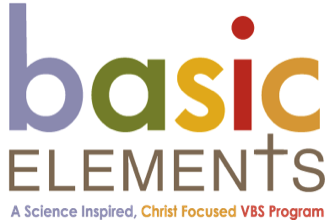 basic
ELEMENTS
A Science Inspired, Christ Focused VBS Program